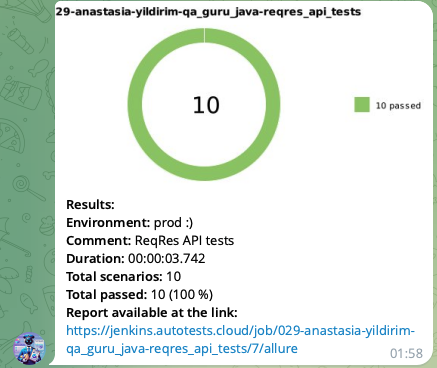 29-anastasia-yildirim-qa_guru_java-reqres_api_tests
10
10 passed
Results:
Environment: prod :)
Comment: ReqRes API tests
Duration: 00:00:03.742
Total scenarios: 10
Total passed: 10 (100 %)
Report available at the link:
https://jenkins.autotests.cloud/job/029-anastasia-yildirim-
qa_guru_java-reqres_api_tests/7/allure
01:58